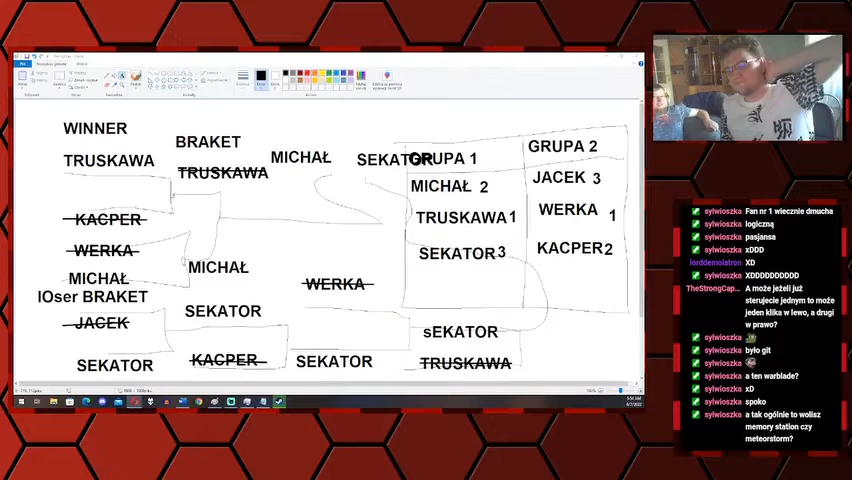 WINNER
BRAKET
TRUSKAWA
TRUSKAWA
MICHAŁ
SEKATOR
GRUPA 1
GRUPA 2
MICHAŁ 2
JACEK 3
TRUSKAWA 1
WERKA 1
SEKATOR 3
KACPER 2
KACPER
WERKA
MICHAŁ
MICHAŁ
WERKA
lOser BRAKET
JACEK
SEKATOR
sEKATOR
SEKATOR
KACPER
SEKATOR
TRUSKAWA
sylwioszka Fan nr 1 wiecznie dmucha
sylwioszka logiczną
sylwioszka pasjansa
sylwioszka xDDD
lorddemolatron XD
sylwioszka XDDDDDDDDDD
TheStrongCap... A może jeżeli już
sterujecie jednym to może
jeden klika w lewo, a drugi
w prawo?
sylwioszka
sylwioszka było git
sylwioszka
sylwioszka a ten warblade?
sylwioszka xD
sylwioszka spoko
sylwioszka a tak ogólnie to wolisz
memory station czy
meteorstorm?